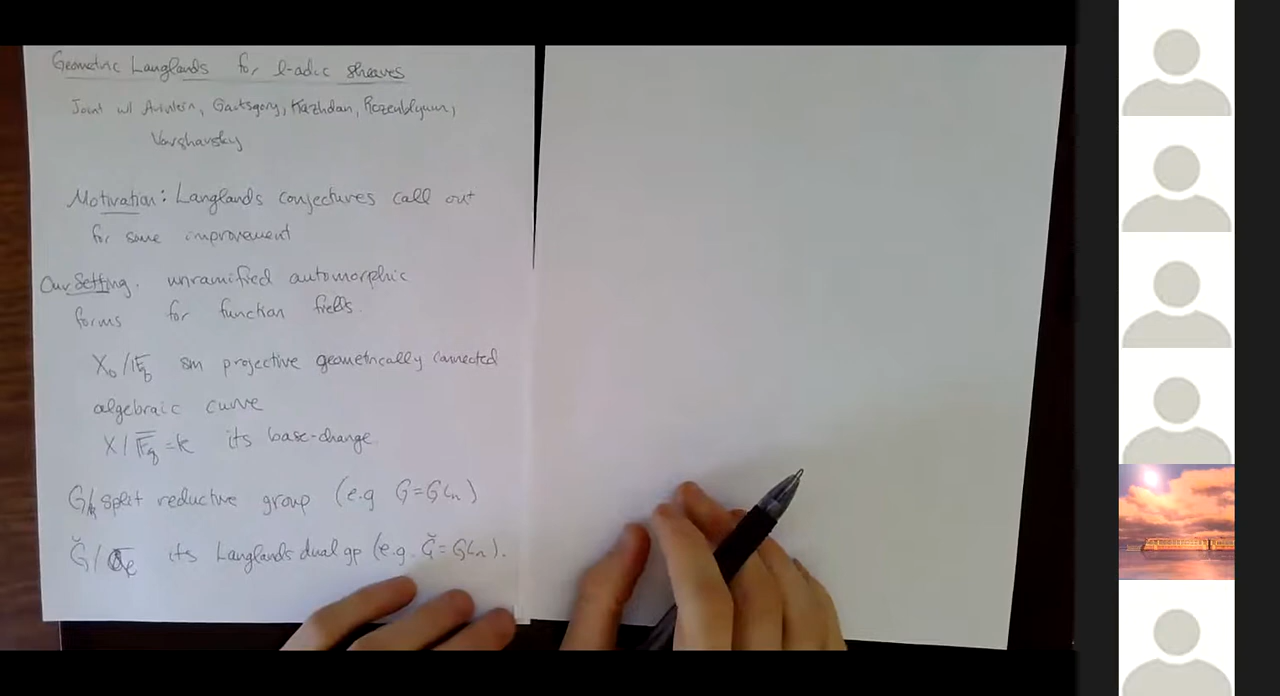 Geometric Langlands for l-adic sheaves
Joint w/ Arinkin, Gaitsgory, Kazhdan, Rozenblyum,
Varshavsky
Motivation: Langlands conjectures call out
for some improvement
Our Setting. unramified automorphic
forms for function fields.
X₀/𝔽_q sm projective geometrically connected
algebraic curve
X/𝔽̄_q = k its base-change.
G/k split reductive group (e.g G=GLn)
Ǧ/ℚ̄_ℓ its Langlands dual gp (e.g. Ǧ=GLn).